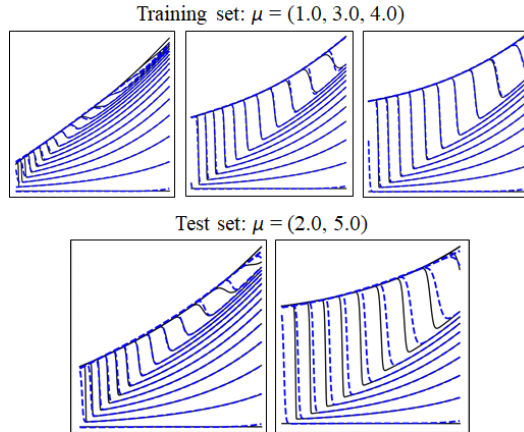 Training set: μ = (1.0, 3.0, 4.0)
Test set: μ = (2.0, 5.0)